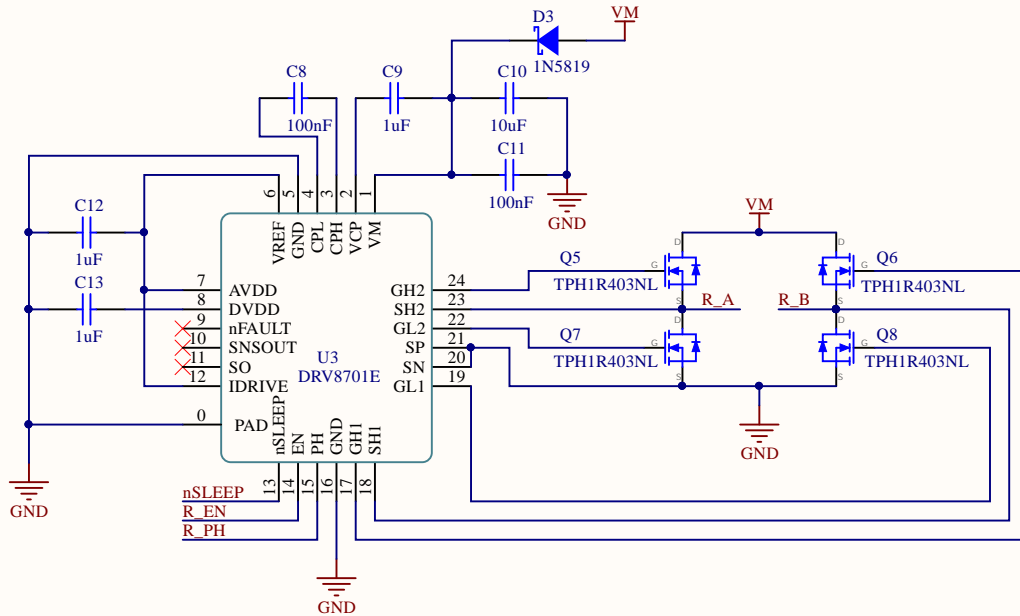 D3
VM
1N5819
C8
C9
C10
100nF
1uF
10uF
C11
100nF
GND
6
5
4
3
2
1
VREF
GND
CPL
CPH
VCP
VM
C12
1uF
C13
1uF
7 AVDD
8 DVDD
9 nFAULT
10 SNSOUT
11 SO
12 IDRIVE
0 PAD
U3
DRV8701E
GH2 24
SH2 23
GL2 22
SP 21
SN 20
GL1 19
nSLEEP
EN
PH
GND
GH1
SH1
13
14
15
16
17
18
nSLEEP
R_EN
R_PH
GND
GND
VM
Q5
D
G
S
TPH1R403NL
Q6
D
G
S
TPH1R403NL
R_A
R_B
Q7
D
G
S
TPH1R403NL
Q8
D
G
S
TPH1R403NL
GND